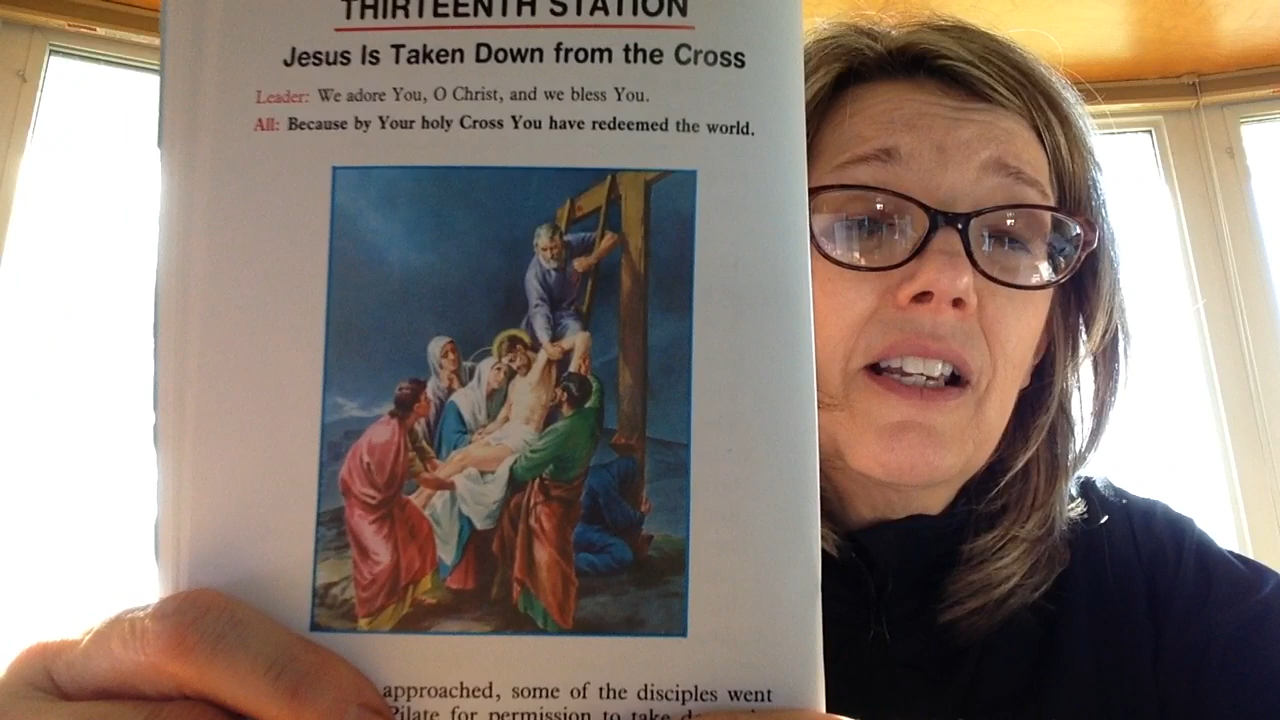 THIRTEENTH STATION
Jesus Is Taken Down from the Cross
Leader: We adore You, O Christ, and we bless You.
All: Because by Your holy Cross You have redeemed the world.
approached, some of the disciples went
Pilate for permission to take